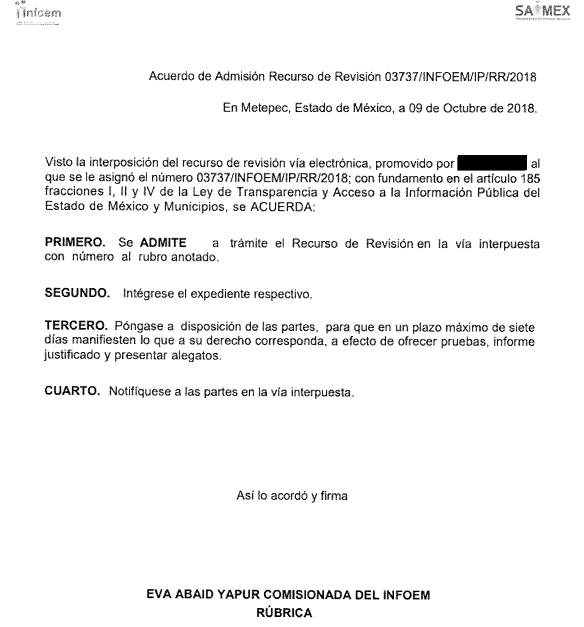 infoem
SAIMEX
Acuerdo de Admisión Recurso de Revisión 03737/INFOEM/IP/RR/2018
En Metepec, Estado de México, a 09 de Octubre de 2018.
Visto la interposición del recurso de revisión vía electrónica, promovido por al
que se le asignó el número 03737/INFOEM/IP/RR/2018; con fundamento en el artículo 185
fracciones I, II y IV de la Ley de Transparencia y Acceso a la Información Pública del
Estado de México y Municipios, se ACUERDA:
PRIMERO. Se ADMITE a trámite el Recurso de Revisión en la vía interpuesta
con número al rubro anotado.
SEGUNDO. Intégrese el expediente respectivo.
TERCERO. Póngase a disposición de las partes, para que en un plazo máximo de siete
días manifiesten lo que a su derecho corresponda, a efecto de ofrecer pruebas, informe
justificado y presentar alegatos.
CUARTO. Notifíquese a las partes en la vía interpuesta.
Así lo acordó y firma
EVA ABAID YAPUR COMISIONADA DEL INFOEM
RÚBRICA